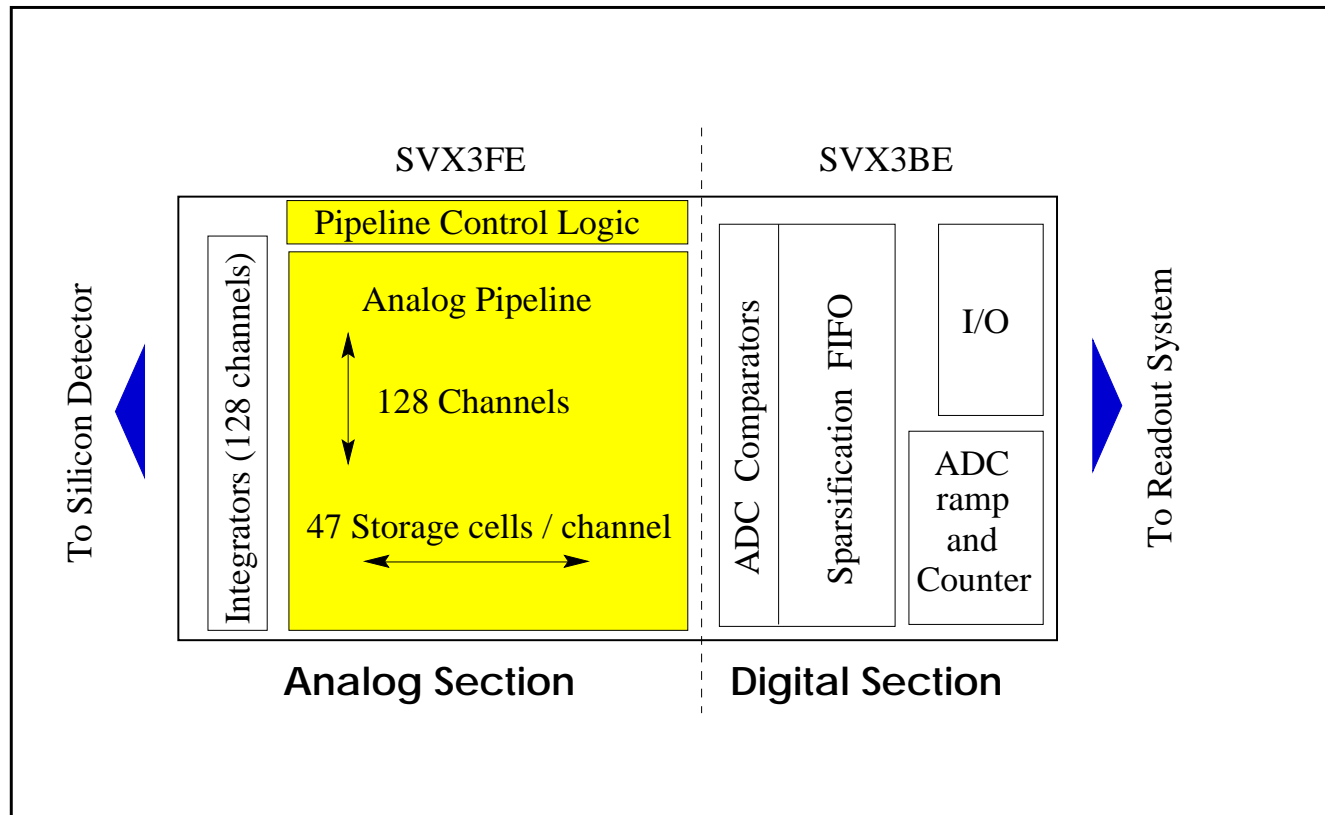 SVX3FE
SVX3BE
To Silicon Detector
Integrators (128 channels)
Pipeline Control Logic
Analog Pipeline
128 Channels
47 Storage cells / channel
ADC Comparators
Sparsification FIFO
I/O
ADC
ramp
and
Counter
To Readout System
Analog Section
Digital Section